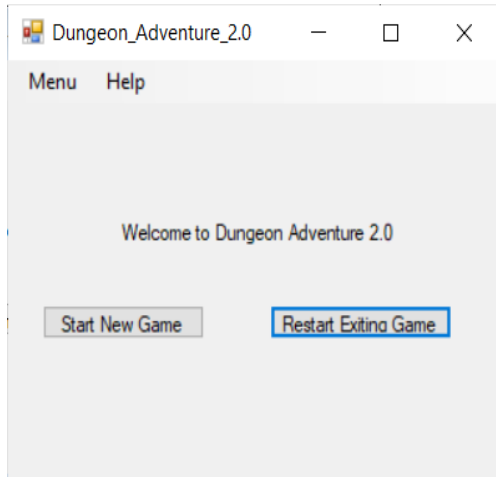 Dungeon_Adventure_2.0
Menu Help
Welcome to Dungeon Adventure 2.0
Start New Game Restart Exiting Game